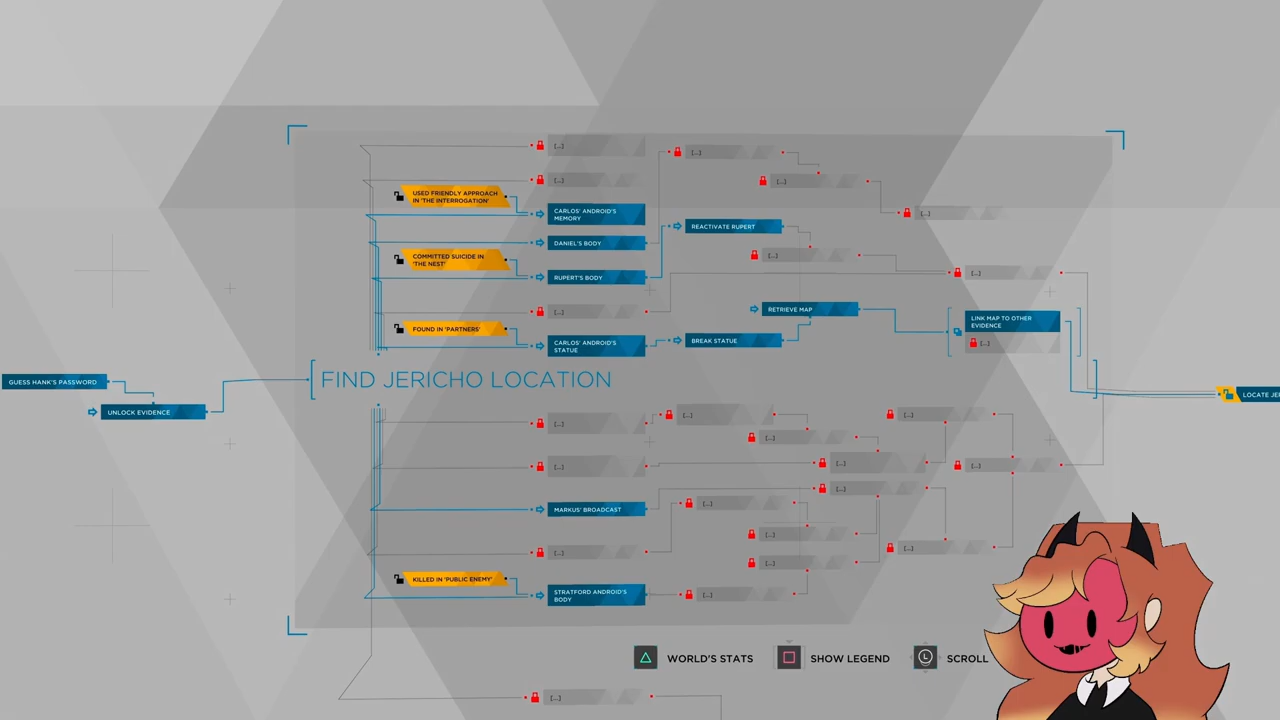 [...]
[...]
[...]
[...]
USED FRIENDLY APPROACH
IN 'THE INTERROGATION'
CARLOS' ANDROID'S
MEMORY
[...]
REACTIVATE RUPERT
DANIEL'S BODY
COMMITTED SUICIDE IN
'THE NEST'
[...]
RUPERT'S BODY
[...]
[...]
RETRIEVE MAP
LINK MAP TO OTHER
EVIDENCE
FOUND IN 'PARTNERS'
CARLOS' ANDROID'S
STATUE
BREAK STATUE
[...]
FIND JERICHO LOCATION
GUESS HANK'S PASSWORD
LOCATE JER
UNLOCK EVIDENCE
[...]
[...]
[...]
[...]
[...]
[...]
[...]
[...]
[...]
MARKUS' BROADCAST
[...]
[...]
[...]
[...]
KILLED IN 'PUBLIC ENEMY'
STRATFORD ANDROID'S
BODY
[...]
WORLD'S STATS
SHOW LEGEND
L
SCROLL
[...]